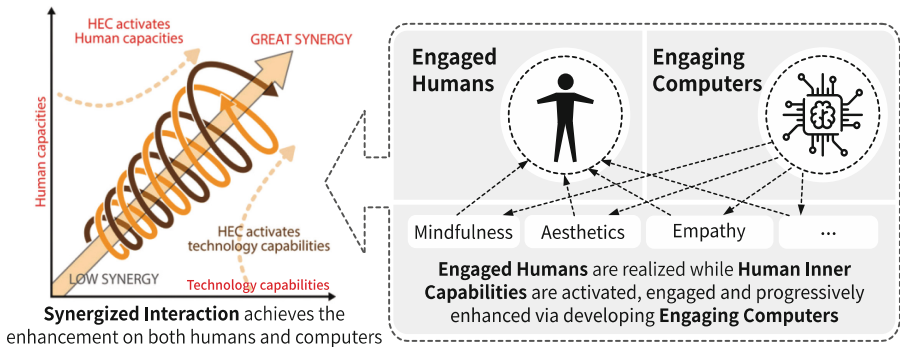 HEC activates
Human capacities
GREAT SYNERGY
Human capacities
HEC activates
technology capabilities
LOW SYNERGY
Technology capabilities
Synergized Interaction achieves the
enhancement on both humans and computers
Engaged
Humans
Engaging
Computers
Mindfulness
Aesthetics
Empathy
...
Engaged Humans are realized while Human Inner
Capabilities are activated, engaged and progressively
enhanced via developing Engaging Computers